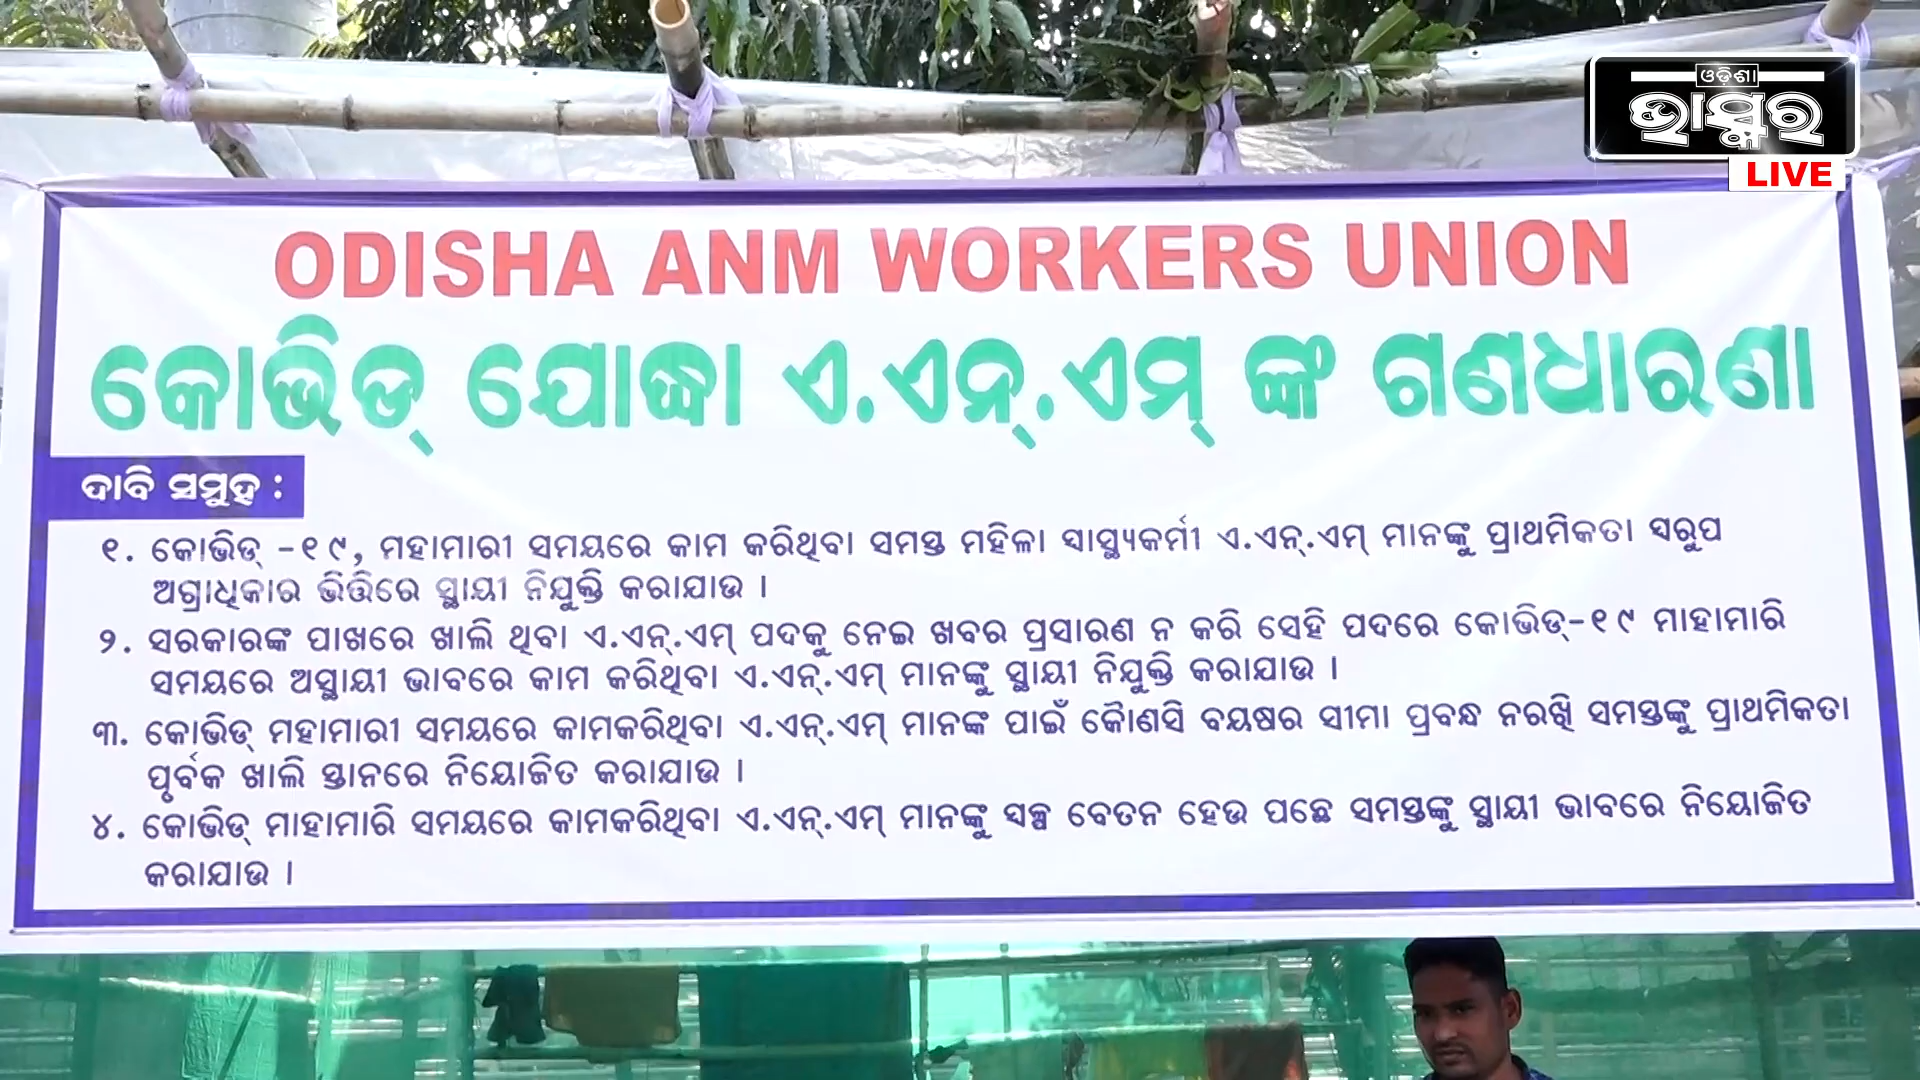 ଓଡ଼ିଶା
ଭାସ୍କର
LIVE
ODISHA ANM WORKERS UNION
କୋଭିଡ୍ ଯୋଦ୍ଧା ଏ.ଏନ୍.ଏମ୍ ଙ୍କ ଗଣଧାରଣା
ଦାବି ସମୁହ :
୧. କୋଭିଡ୍ -୧୯, ମହାମାରୀ ସମୟରେ କାମ କରିଥିବା ସମସ୍ତ ମହିଳା ସାସ୍ଥ୍ୟକର୍ମୀ ଏ.ଏନ୍.ଏମ୍ ମାନଙ୍କୁ ପ୍ରାଥମିକତା ସରୁପ
ଅଗ୍ରାଧିକାର ଭିତ୍ତିରେ ସ୍ଥାୟୀ ନିଯୁକ୍ତି କରାଯାଉ ।
୨. ସରକାରଙ୍କ ପାଖରେ ଖାଲି ଥିବା ଏ.ଏନ୍.ଏମ୍ ପଦକୁ ନେଇ ଖବର ପ୍ରସାରଣ ନ କରି ସେହି ପଦରେ କୋଭିଡ୍-୧୯ ମାହାମାରି
ସମୟରେ ଅସ୍ଥାୟୀ ଭାବରେ କାମ କରିଥିବା ଏ.ଏନ୍.ଏମ୍ ମାନଙ୍କୁ ସ୍ଥାୟୀ ନିଯୁକ୍ତି କରାଯାଉ ।
୩. କୋଭିଡ୍ ମହାମାରୀ ସମୟରେ କାମକରିଥିବା ଏ.ଏନ୍.ଏମ୍ ମାନଙ୍କ ପାଇଁ କୌଣସି ବୟଷର ସୀମା ପ୍ରବନ୍ଧ ନରଖି ସମସ୍ତଙ୍କୁ ପ୍ରାଥମିକତା
ପୂର୍ବକ ଖାଲି ସ୍ତାନରେ ନିୟୋଜିତ କରାଯାଉ ।
୪. କୋଭିଡ୍ ମାହାମାରି ସମୟରେ କାମକରିଥିବା ଏ.ଏନ୍.ଏମ୍ ମାନଙ୍କୁ ସଳ୍ପ ବେତନ ହେଉ ପଛେ ସମସ୍ତଙ୍କୁ ସ୍ଥାୟୀ ଭାବରେ ନିୟୋଜିତ
କରାଯାଉ ।